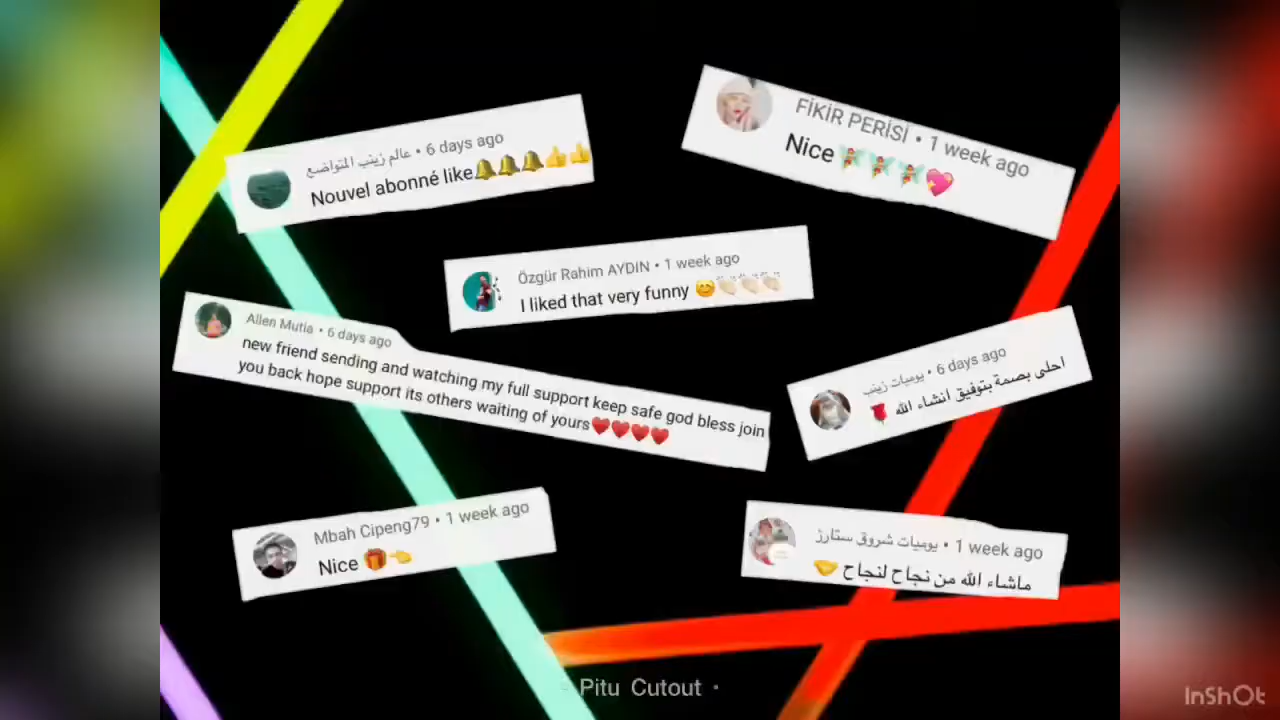 عالم زينب المتواضع • 6 days ago
Nouvel abonné like🔔🔔🔔👍👍
FİKİR PERİSİ • 1 week ago
Nice 🧚🧚🧚💖
Özgür Rahim AYDIN • 1 week ago
I liked that very funny 😊👏🏻👏🏻👏🏻👏🏻
Allen Mutia • 6 days ago
new friend sending and watching my full support keep safe god bless join
you back hope support its others waiting of yours♥️♥️♥️♥️
يوميات زينب • 6 days ago
احلى بصمة بتوفيق انشاء الله 🌹
Mbah Cipeng79 • 1 week ago
Nice 🎁👈
يوميات شروق ستارز • 1 week ago
ماشاء الله من نجاح لنجاح 🤝
• Pitu Cutout •
InShOt